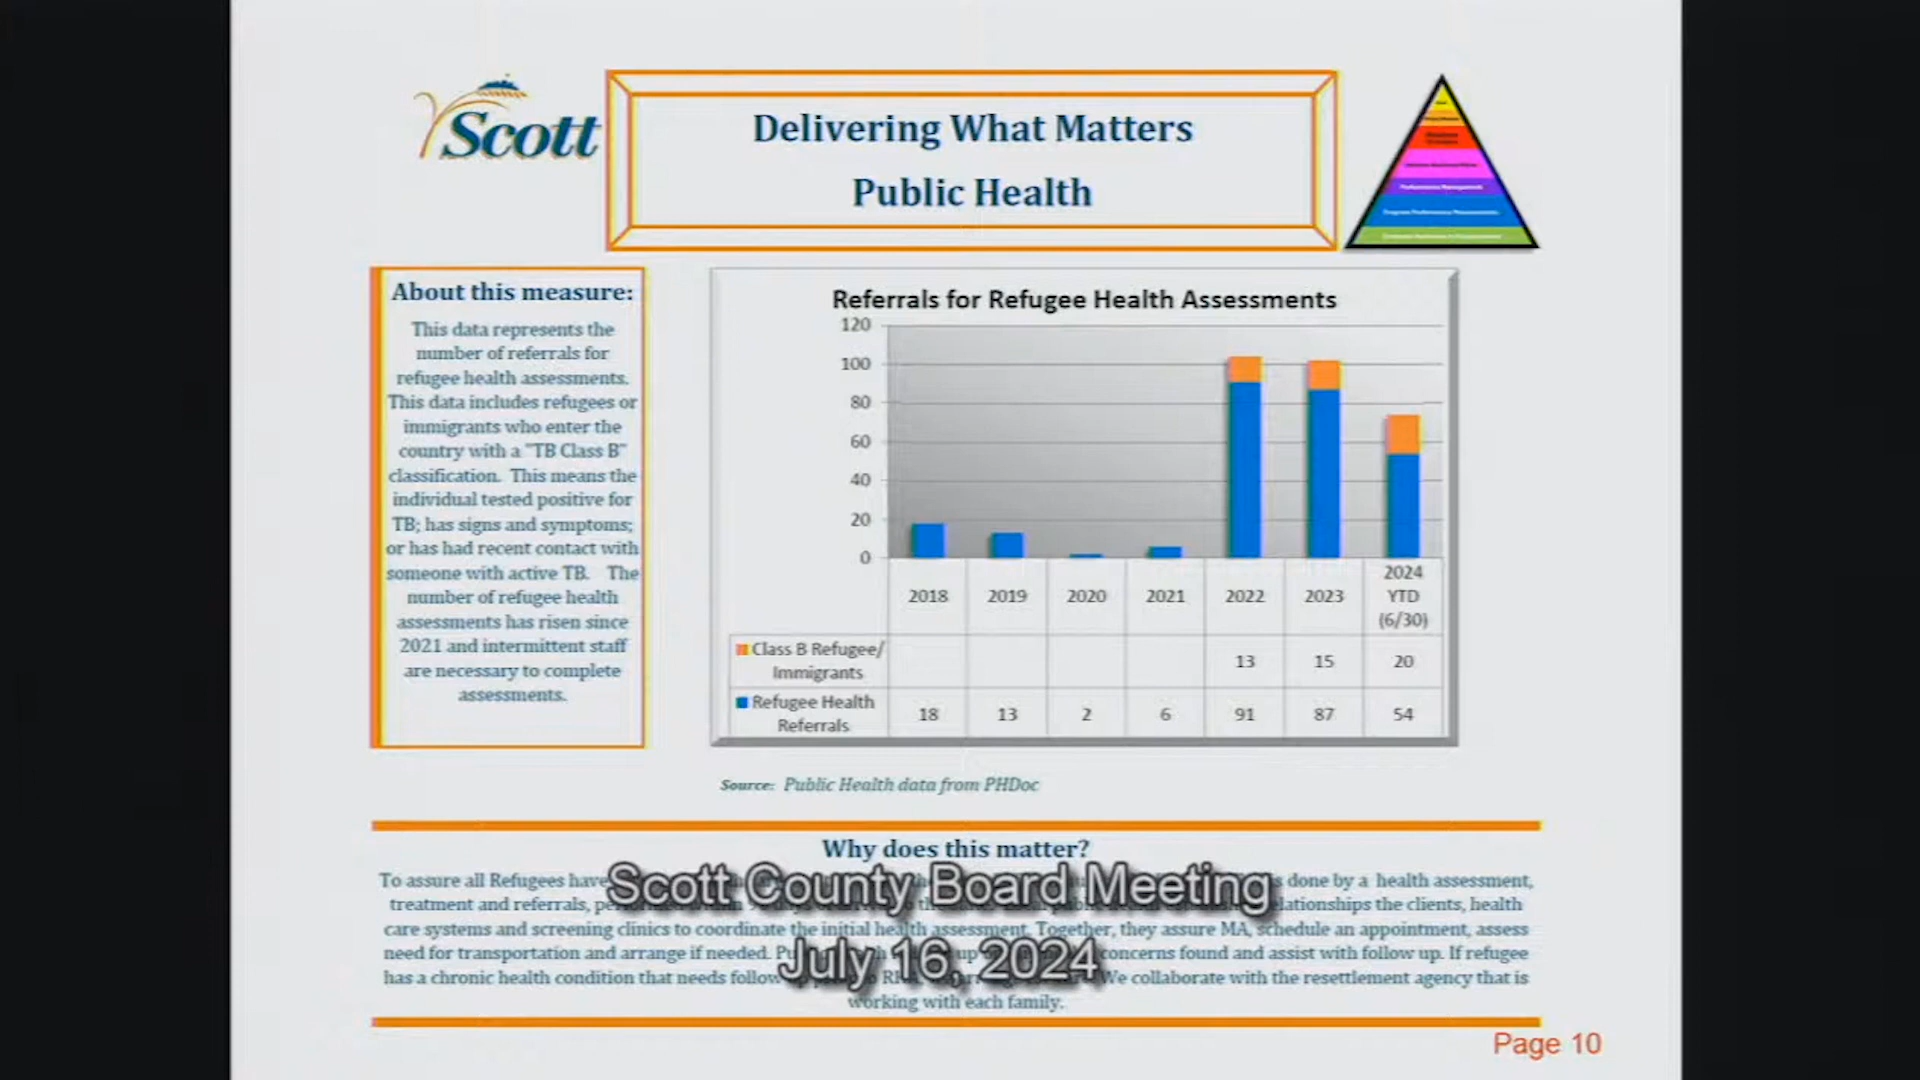 Scott
Delivering What Matters
Public Health
About this measure:
This data represents the
number of referrals for
refugee health assessments.
This data includes refugees or
immigrants who enter the
country with a "TB Class B"
classification. This means the
individual tested positive for
TB; has signs and symptoms;
or has had recent contact with
someone with active TB. The
number of refugee health
assessments has risen since
2021 and intermittent staff
are necessary to complete
assessments.
Referrals for Refugee Health Assessments
120
100
80
60
40
20
0
2018 2019 2020 2021 2022 2023 2024 YTD (6/30)
Class B Refugee/ Immigrants 13 15 20
Refugee Health Referrals 18 13 2 6 91 87 54
Source: Public Health data from PHDoc
Why does this matter?
To assure all Refugees have done by a health assessment,
treatment and referrals, the clients, health
care systems and screening clinics to coordinate the initial health assessment. Together, they assure MA, schedule an appointment, assess
need for transportation and arrange if needed. concerns found and assist with follow up. If refugee
has a chronic health condition that needs follow We collaborate with the resettlement agency that is
working with each family.
Scott County Board Meeting
July 16, 2024
Page 10